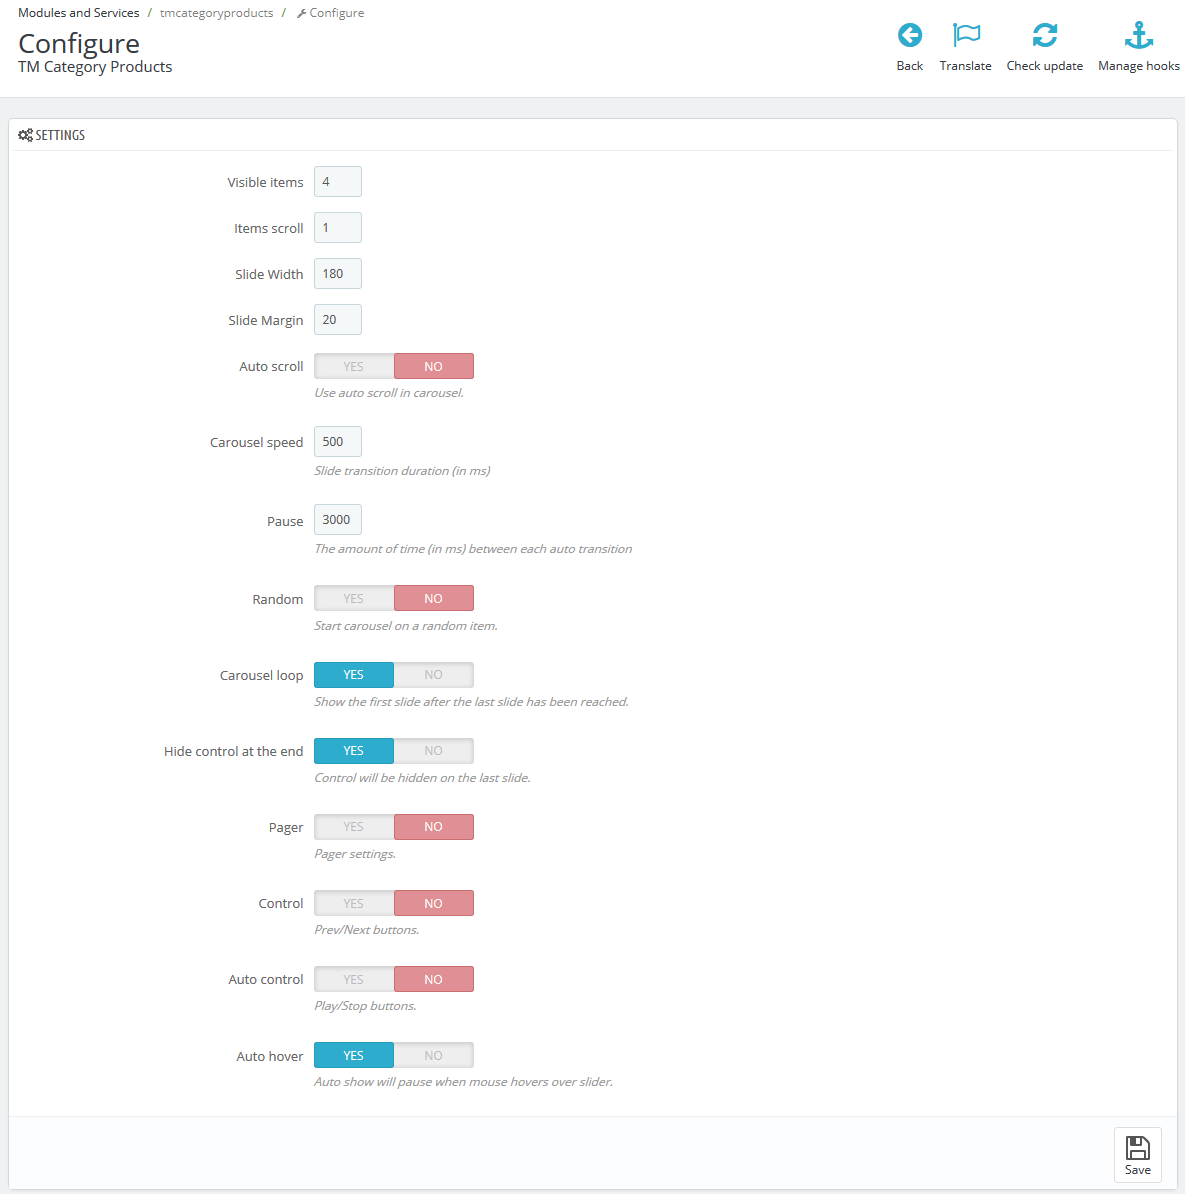 Modules and Services / tmcategoryproducts / Configure
Configure
TM Category Products
Back Translate Check update Manage hooks
SETTINGS
Visible items 4
Items scroll 1
Slide Width 180
Slide Margin 20
Auto scroll YES NO
Use auto scroll in carousel.
Carousel speed 500
Slide transition duration (in ms)
Pause 3000
The amount of time (in ms) between each auto transition
Random YES NO
Start carousel on a random item.
Carousel loop YES NO
Show the first slide after the last slide has been reached.
Hide control at the end YES NO
Control will be hidden on the last slide.
Pager YES NO
Pager settings.
Control YES NO
Prev/Next buttons.
Auto control YES NO
Play/Stop buttons.
Auto hover YES NO
Auto show will pause when mouse hovers over slider.
Save